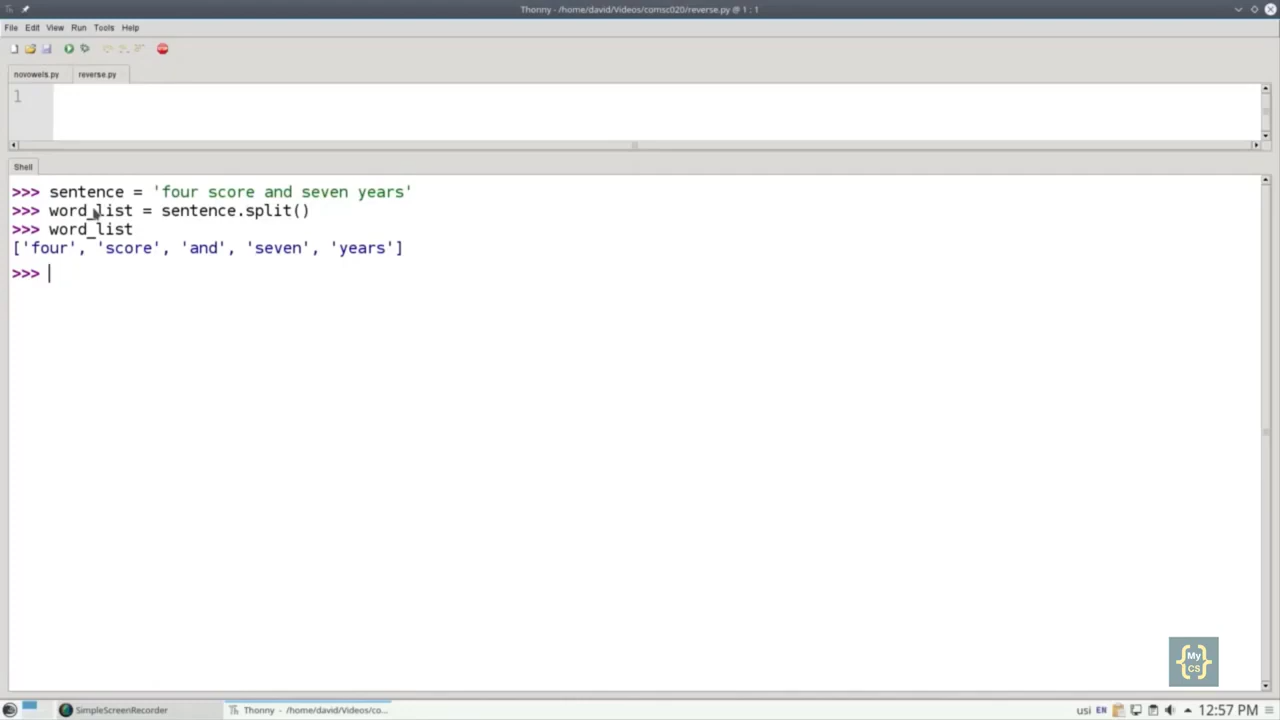 Thonny - /home/david/Videos/comsc020/reverse.py @ 1 : 1
File Edit View Run Tools Help
novowels.py reverse.py
1
Shell
>>> sentence = 'four score and seven years'
>>> word_list = sentence.split()
>>> word_list
['four', 'score', 'and', 'seven', 'years']
>>>
{My CS}
SimpleScreenRecorder
Thonny - /home/david/Videos/co...
usi EN 12:57 PM